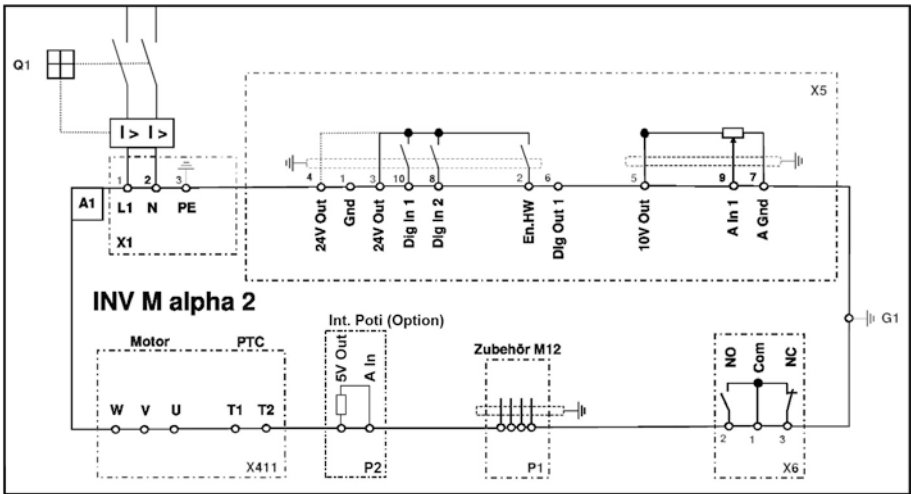 Q1
I> I>
X5
1 2 3
L1 N PE
A1
X1
4 1 3 10 8 2 6 5 9 7
24V Out
Gnd
24V Out
Dig In 1
Dig In 2
En.HW
Dig Out 1
10V Out
A In 1
A Gnd
INV M alpha 2
G1
Motor PTC
W V U T1 T2
X411
Int. Poti (Option)
5V Out
A In
P2
Zubehör M12
P1
NO
Com
NC
2 1 3
X6